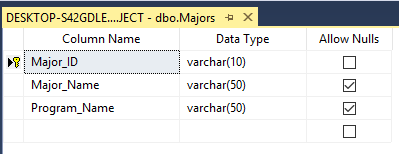 DESKTOP-S42GDLE....JECT - dbo.Majors
Column Name Data Type Allow Nulls
Major_ID varchar(10)
Major_Name varchar(50)
Program_Name varchar(50)